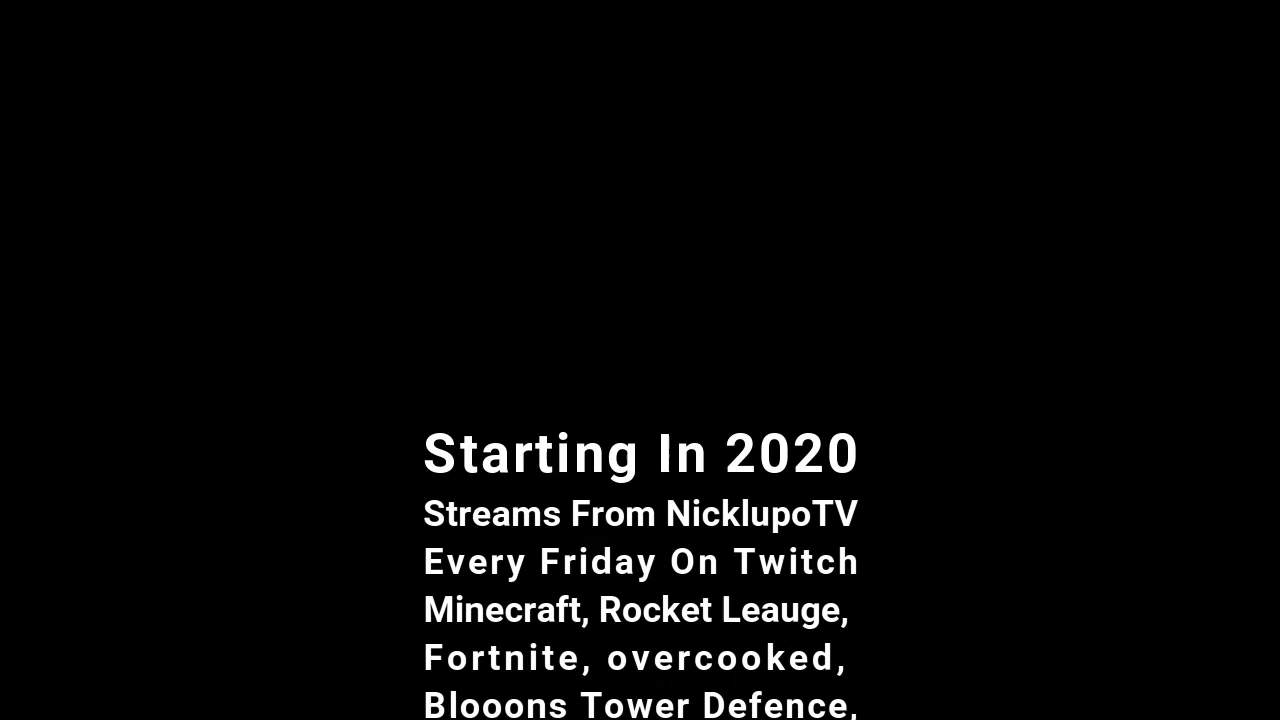 Starting In 2020
Streams From NicklupoTV
Every Friday On Twitch
Minecraft, Rocket Leauge,
Fortnite, overcooked,
Blooons Tower Defence,